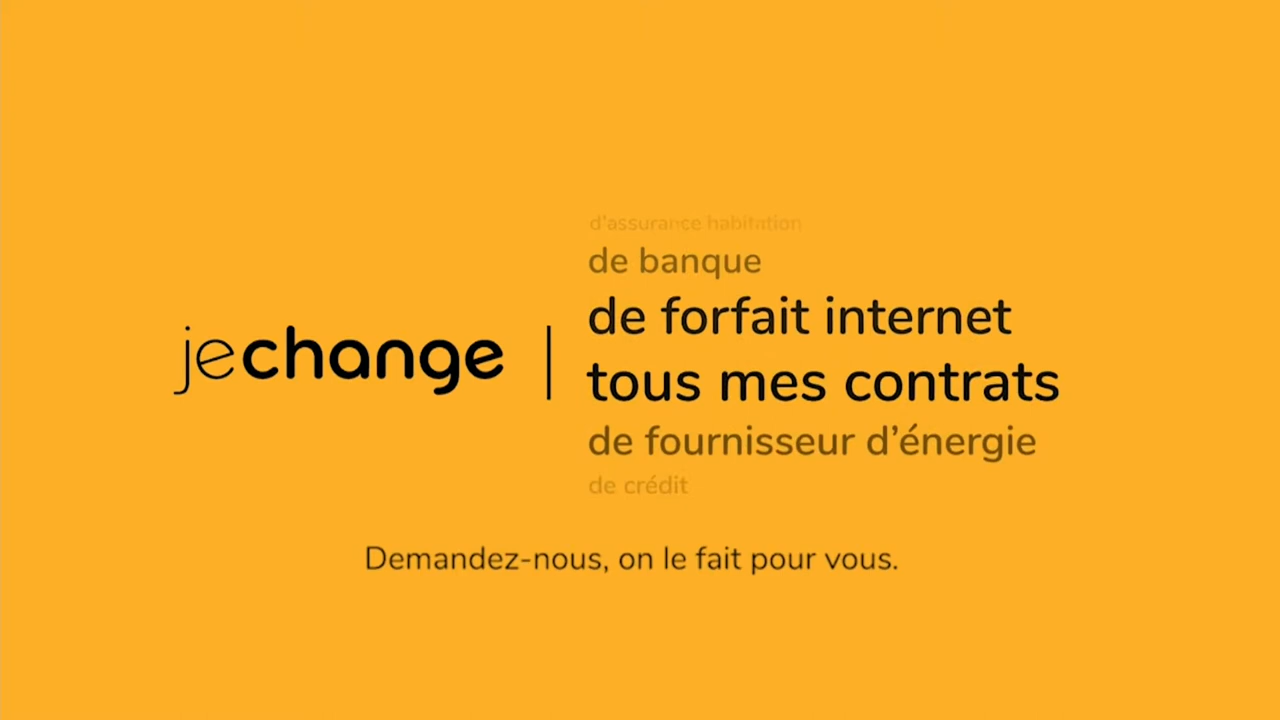 d'assurance habitation
de banque
de forfait internet
jechange
tous mes contrats
de fournisseur d'énergie
de crédit
Demandez-nous, on le fait pour vous.